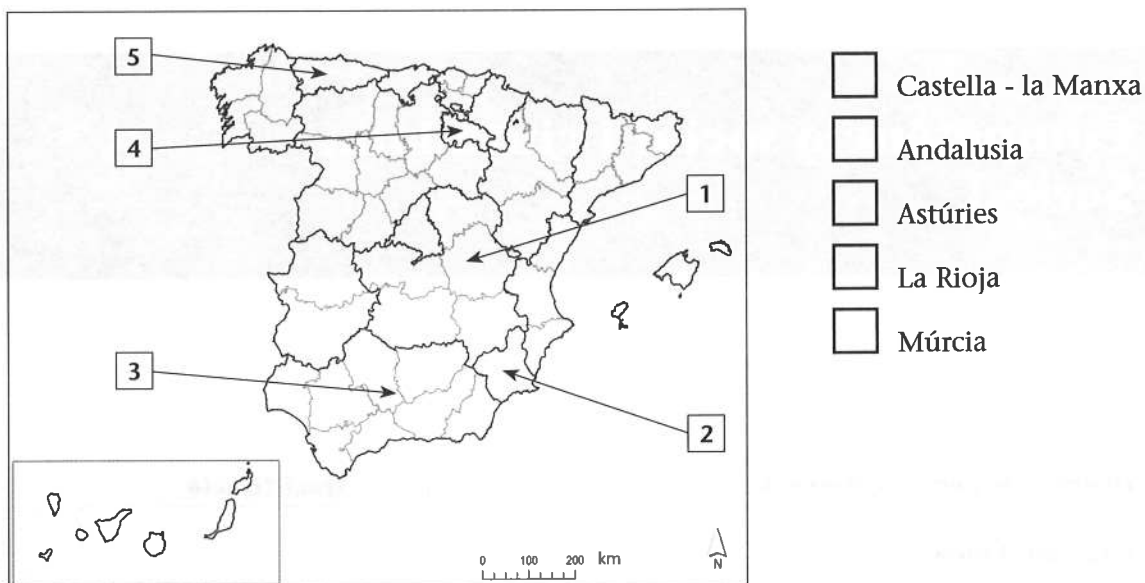 5
4
1
3
2
0 100 200 km
N
Castella - la Manxa
Andalusia
Astúries
La Rioja
Múrcia